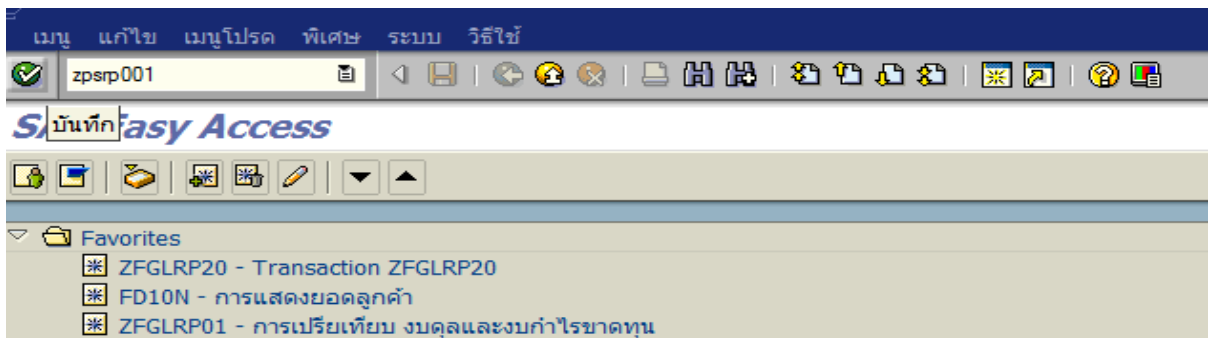 เมนู แก้ไข เมนูโปรด พิเศษ ระบบ วิธีใช้
zpsrp001
บันทึก
Easy Access
Favorites
ZFGLRP20 - Transaction ZFGLRP20
FD10N - การแสดงยอดลูกค้า
ZFGLRP01 - การเปรียเทียบ งบดุลและงบกำไรขาดทุน